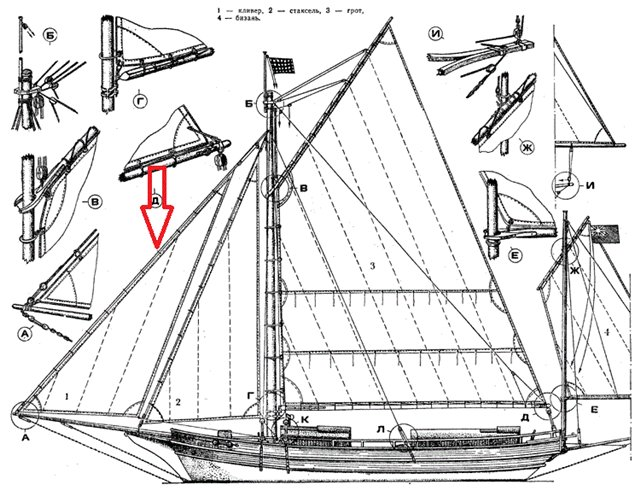 1 — кливер, 2 — стаксель, 3 — грот,
4 — бизань.
Б
Г
И
Ж
Д
В
Б
В
И
А
Е
Ж
3
4
1
2
Г
К
Л
Д
Е
А